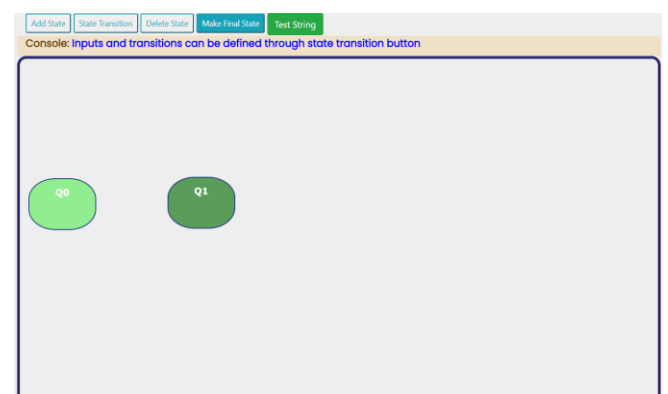 Add State State Transition Delete State Make Final State Test String
Console: Inputs and transitions can be defined through state transition button
Q0 Q1